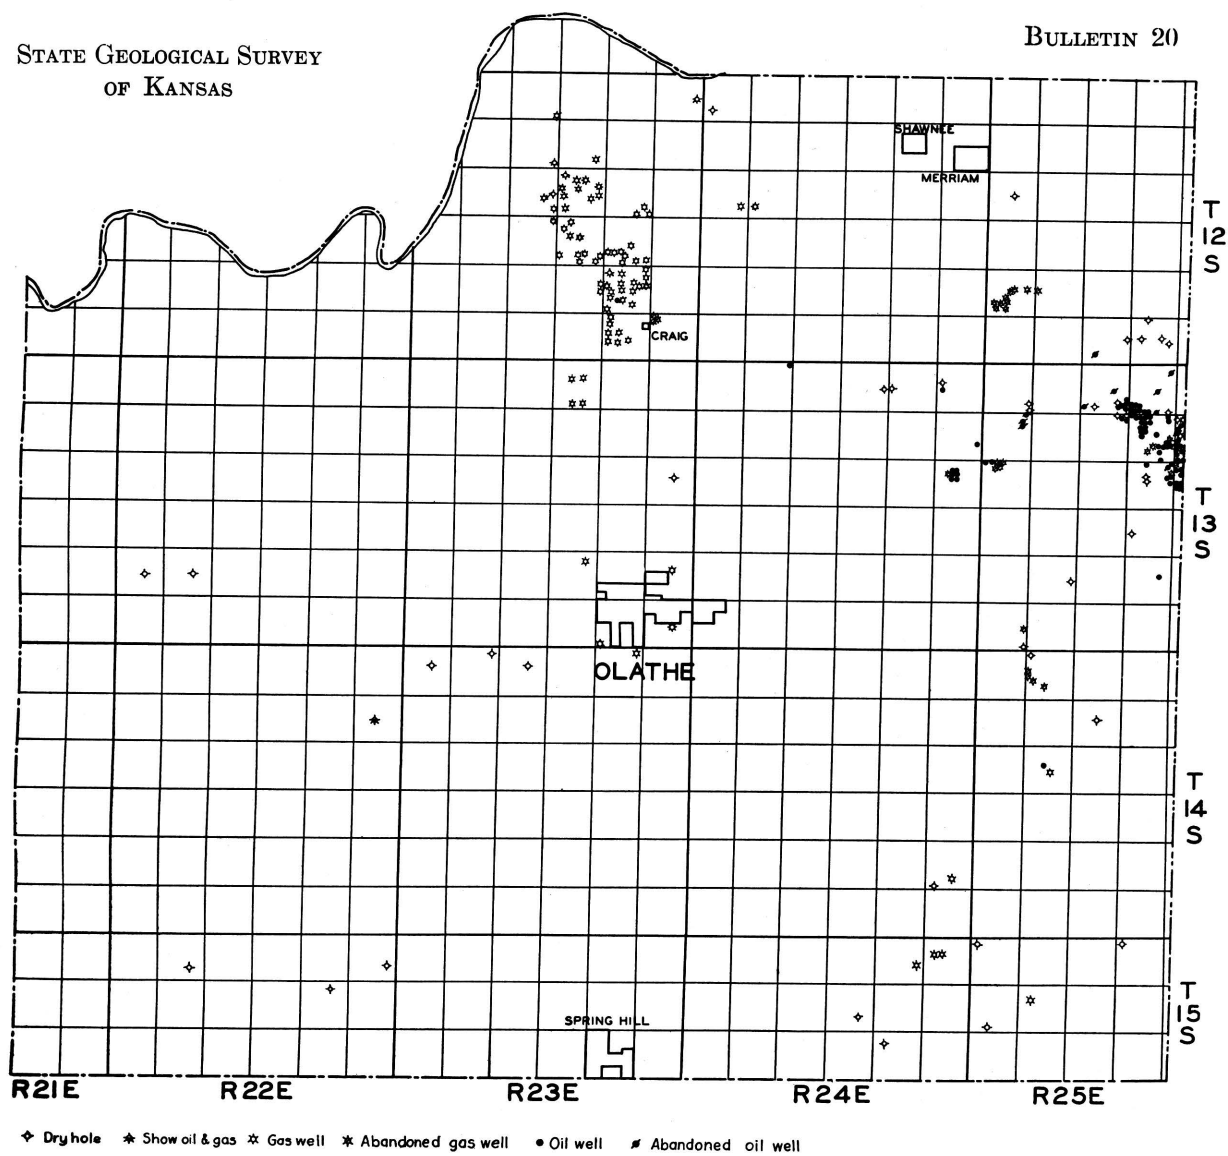 STATE GEOLOGICAL SURVEY
OF KANSAS
BULLETIN 20
SHAWNEE
MERRIAM
T
12
S
CRAIG
T
13
S
OLATHE
T
14
S
T
15
S
SPRING HILL
R21E R22E R23E R24E R25E
Dry hole Show oil & gas Gas well Abandoned gas well Oil well Abandoned oil well